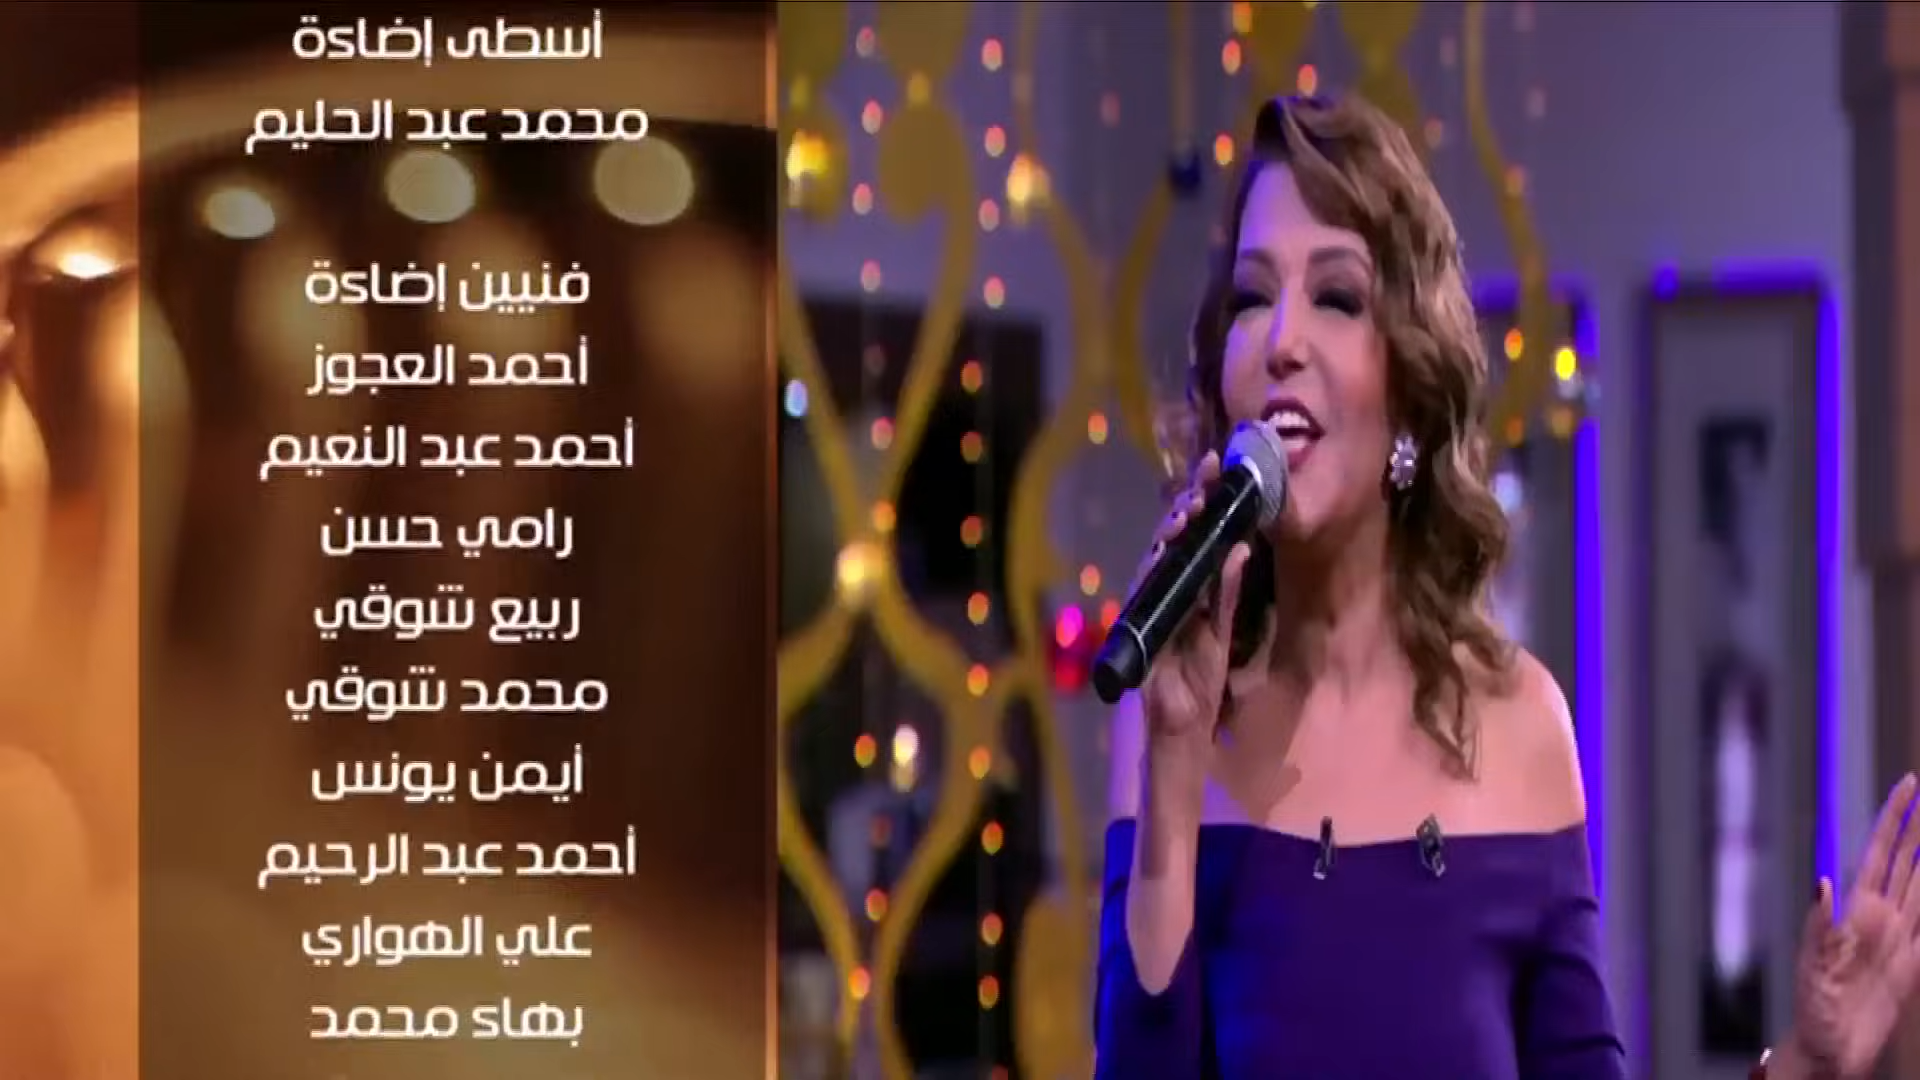 أسطى إضاءة
محمد عبد الحليم
فنيين إضاءة
أحمد العجوز
أحمد عبد النعيم
رامي حسن
ربيع شوقي
محمد شوقي
أيمن يونس
أحمد عبد الرحيم
علي الهواري
بهاء محمد